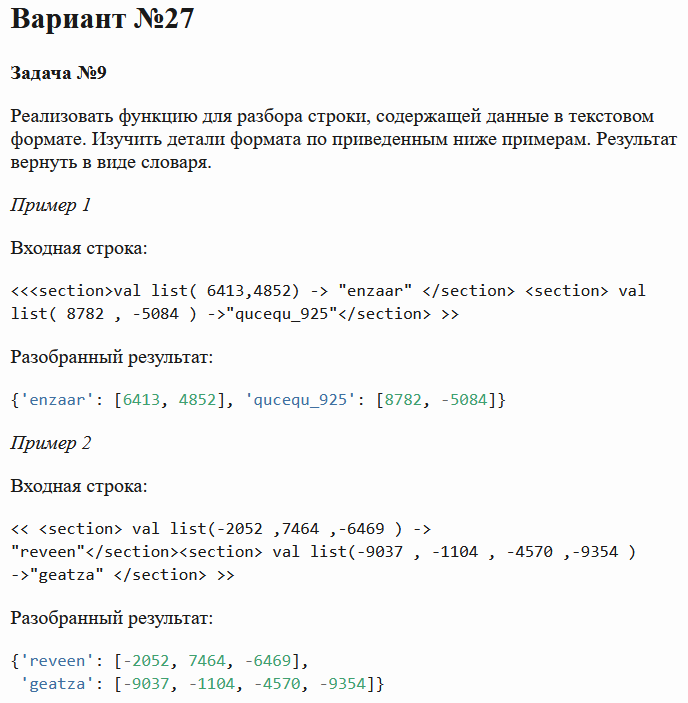 Вариант №27
Задача №9
Реализовать функцию для разбора строки, содержащей данные в текстовом
формате. Изучить детали формата по приведенным ниже примерам. Результат
вернуть в виде словаря.
Пример 1
Входная строка:
<<<section>val list( 6413,4852) -> "enzaar" </section> <section> val
list( 8782 , -5084 ) ->"qucequ_925"</section> >>
Разобранный результат:
{'enzaar': [6413, 4852], 'qucequ_925': [8782, -5084]}
Пример 2
Входная строка:
<< <section> val list(-2052 ,7464 ,-6469 ) ->
"reveen"</section><section> val list(-9037 , -1104 , -4570 ,-9354 )
->"geatza" </section> >>
Разобранный результат:
{'reveen': [-2052, 7464, -6469],
 'geatza': [-9037, -1104, -4570, -9354]}